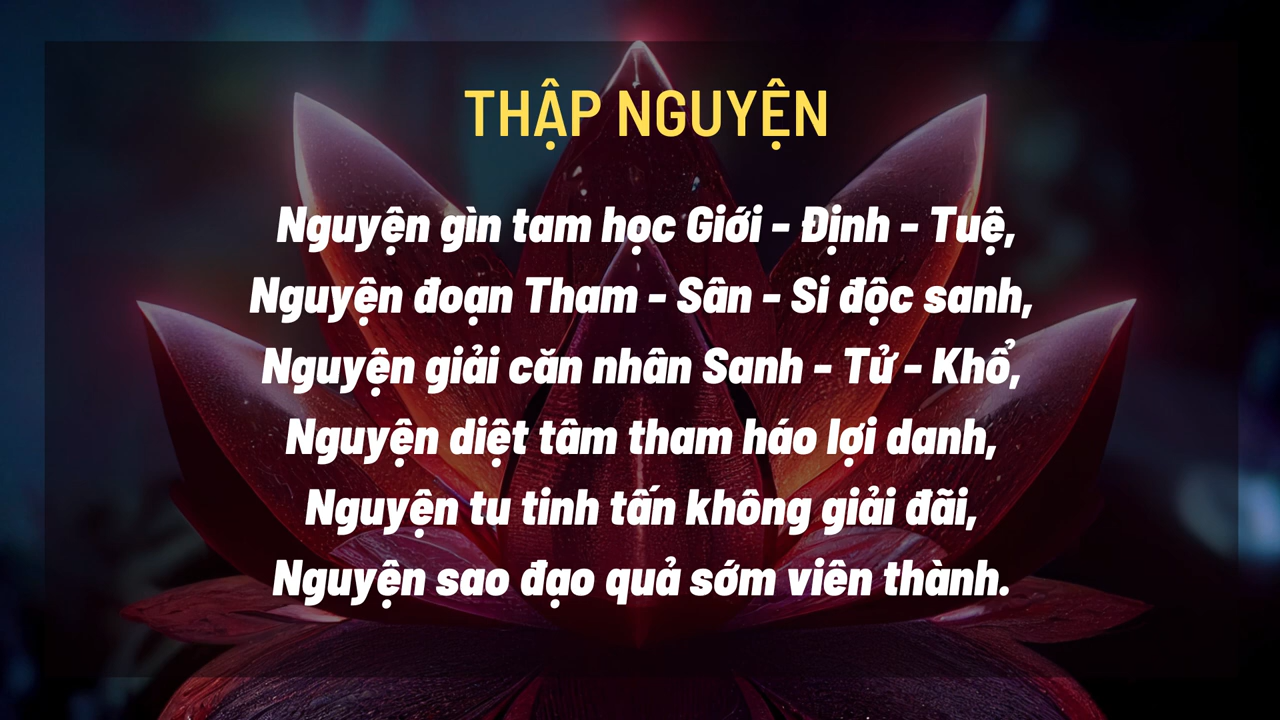 THẬP NGUYỆN
Nguyện gìn tam học Giới – Định – Tuệ,
Nguyện đoạn Tham – Sân – Si độc sanh,
Nguyện giải căn nhân Sanh – Tử – Khổ,
Nguyện diệt tâm tham háo lợi danh,
Nguyện tu tinh tấn không giải đãi,
Nguyện sao đạo quả sớm viên thành.